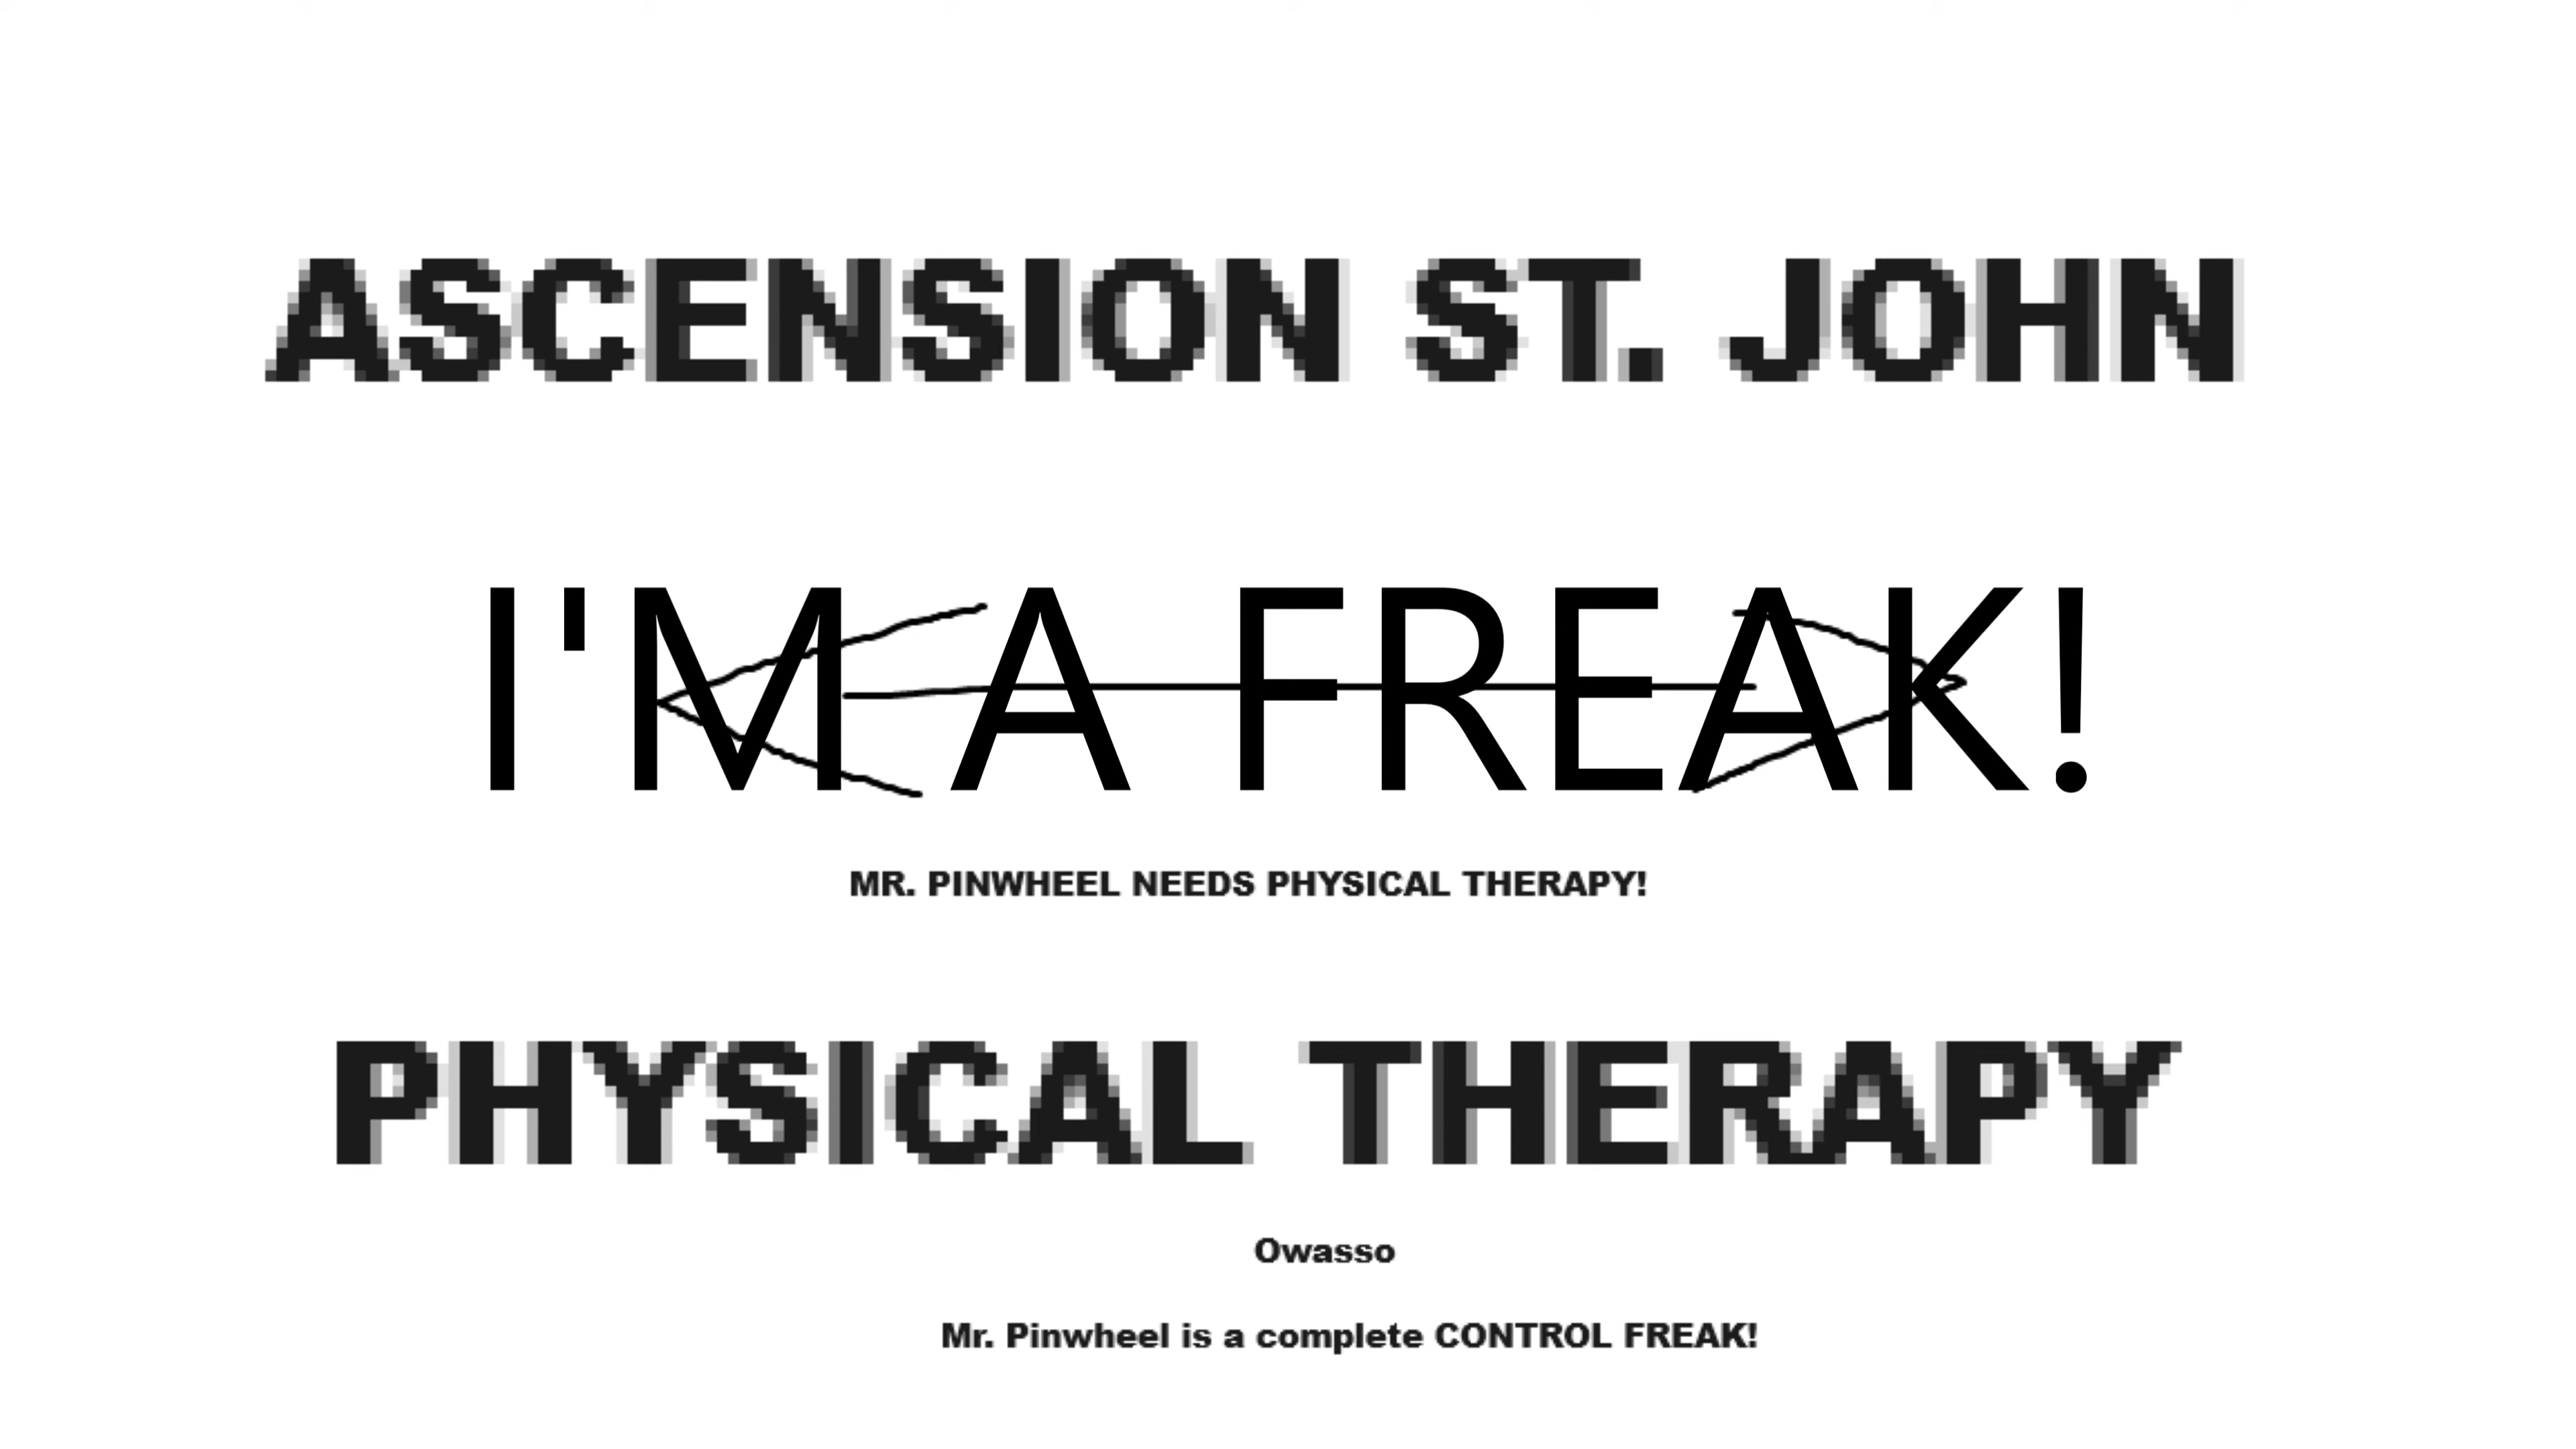 ASCENSION ST. JOHN
I'M A FREAK!
MR. PINWHEEL NEEDS PHYSICAL THERAPY!
PHYSICAL THERAPY
Owasso
Mr. Pinwheel is a complete CONTROL FREAK!